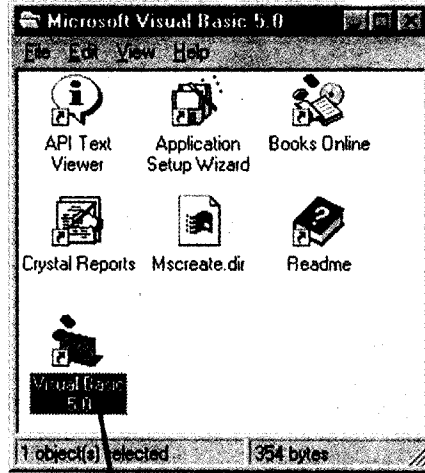 Microsoft Visual Basic 5.0
File Edit View Help
API Text
Viewer
Application
Setup Wizard
Books Online
Crystal Reports
Mscreate.dir
Readme
Visual Basic
5.0
1 object(s) selected
354 bytes